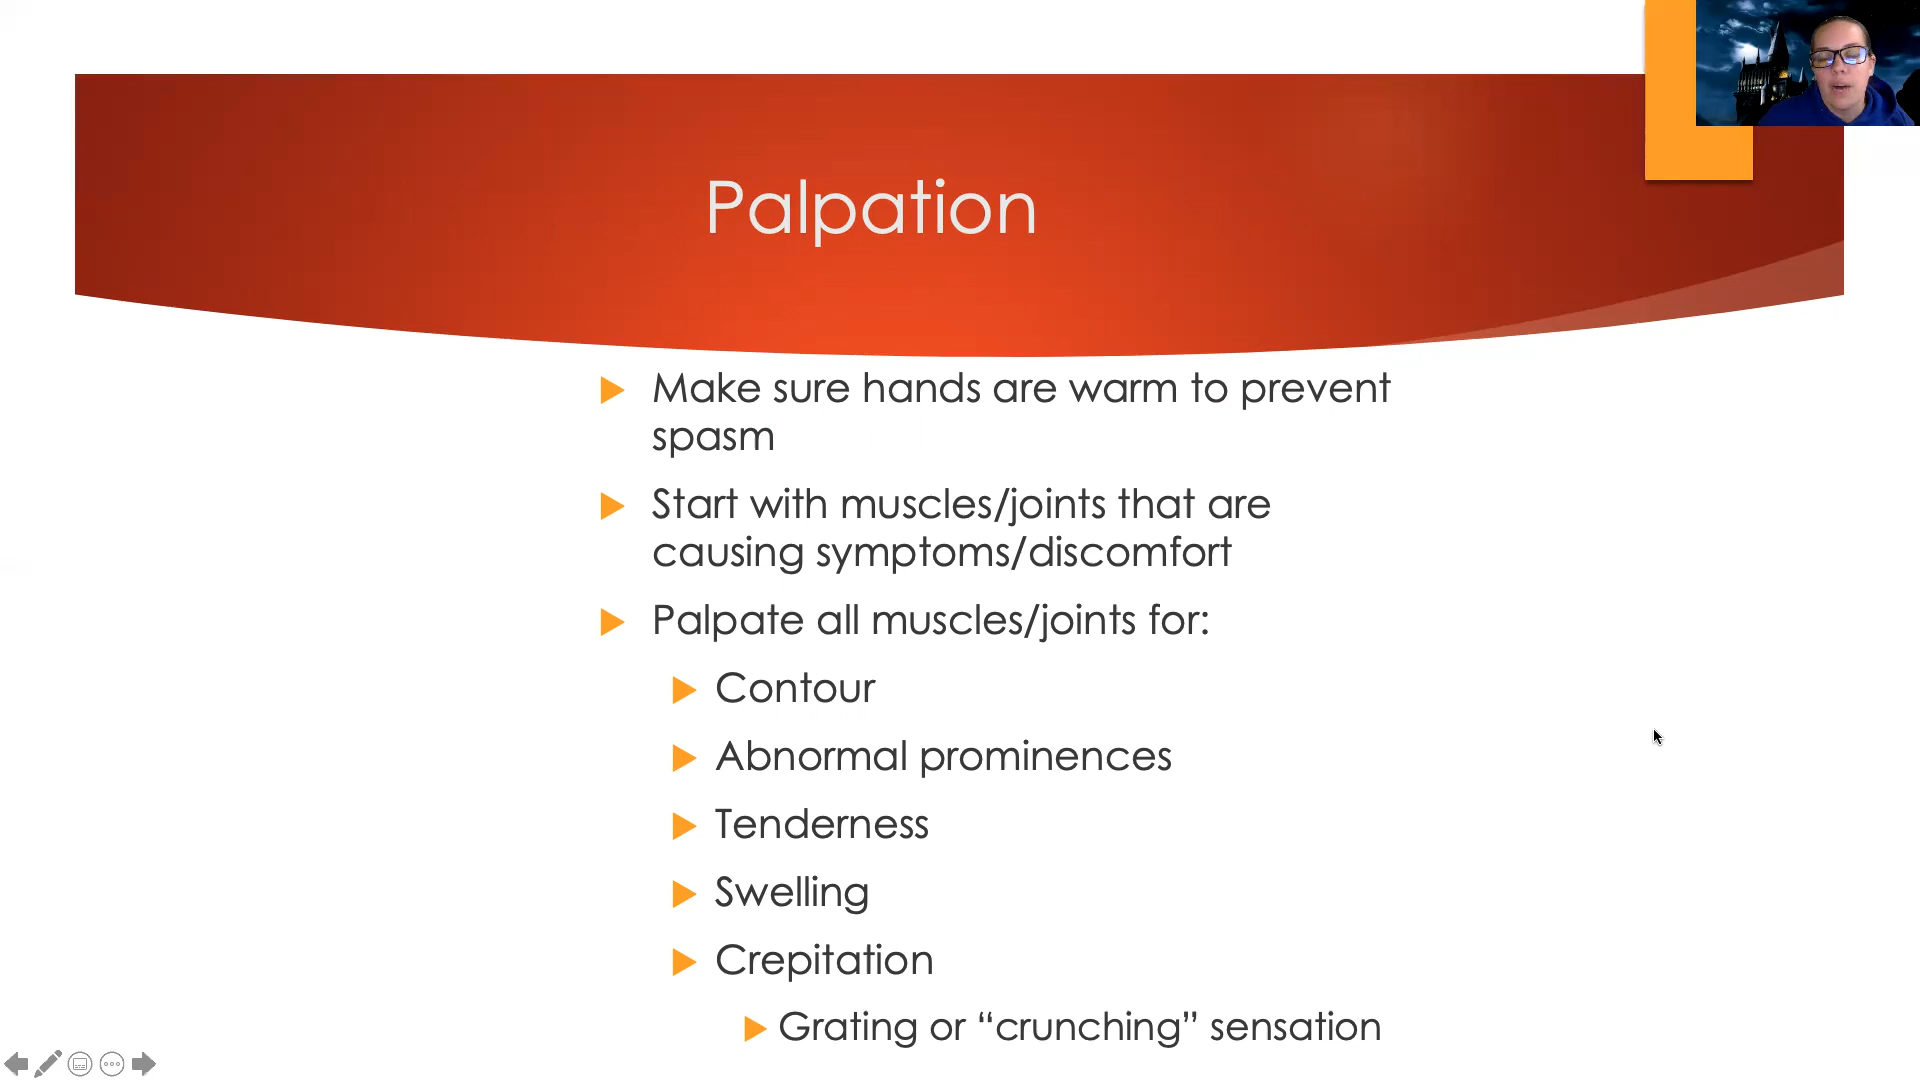 Palpation
Make sure hands are warm to prevent
spasm
Start with muscles/joints that are
causing symptoms/discomfort
Palpate all muscles/joints for:
Contour
Abnormal prominences
Tenderness
Swelling
Crepitation
Grating or “crunching” sensation